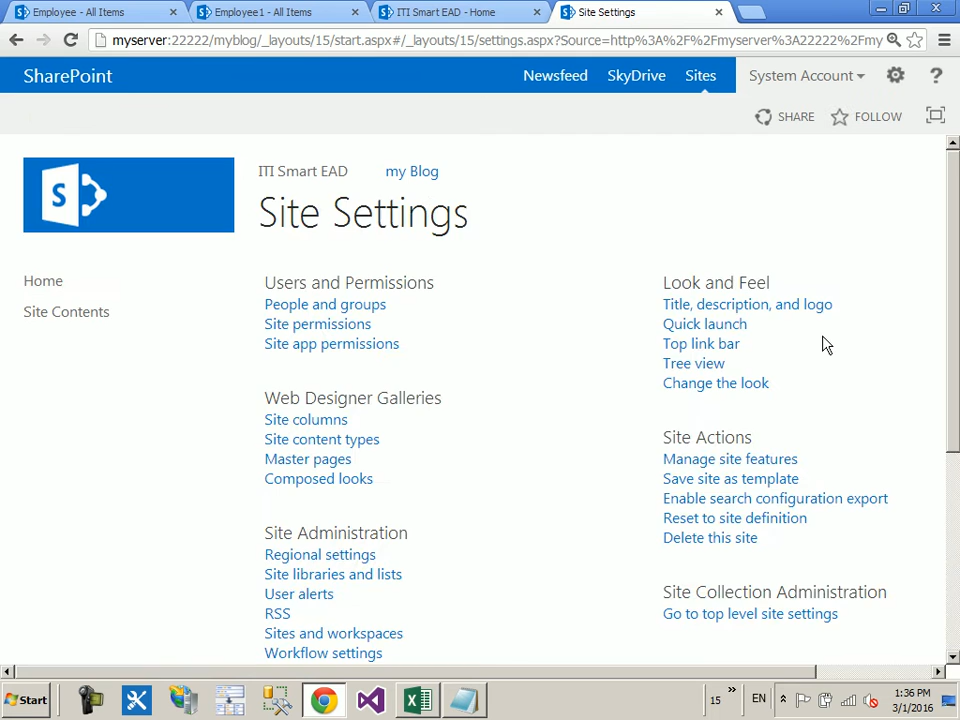 Employee - All Items
Employee1 - All Items
ITI Smart EAD - Home
Site Settings
myserver:22222/myblog/_layouts/15/start.aspx#/_layouts/15/settings.aspx?Source=http%3A%2F%2Fmyserver%3A22222%2Fmy
SharePoint
Newsfeed
SkyDrive
Sites
System Account
?
SHARE
FOLLOW
S
ITI Smart EAD
my Blog
Site Settings
Home
Site Contents
Users and Permissions
People and groups
Site permissions
Site app permissions
Web Designer Galleries
Site columns
Site content types
Master pages
Composed looks
Site Administration
Regional settings
Site libraries and lists
User alerts
RSS
Sites and workspaces
Workflow settings
Look and Feel
Title, description, and logo
Quick launch
Top link bar
Tree view
Change the look
Site Actions
Manage site features
Save site as template
Enable search configuration export
Reset to site definition
Delete this site
Site Collection Administration
Go to top level site settings
Start
15
EN
1:36 PM
3/1/2016